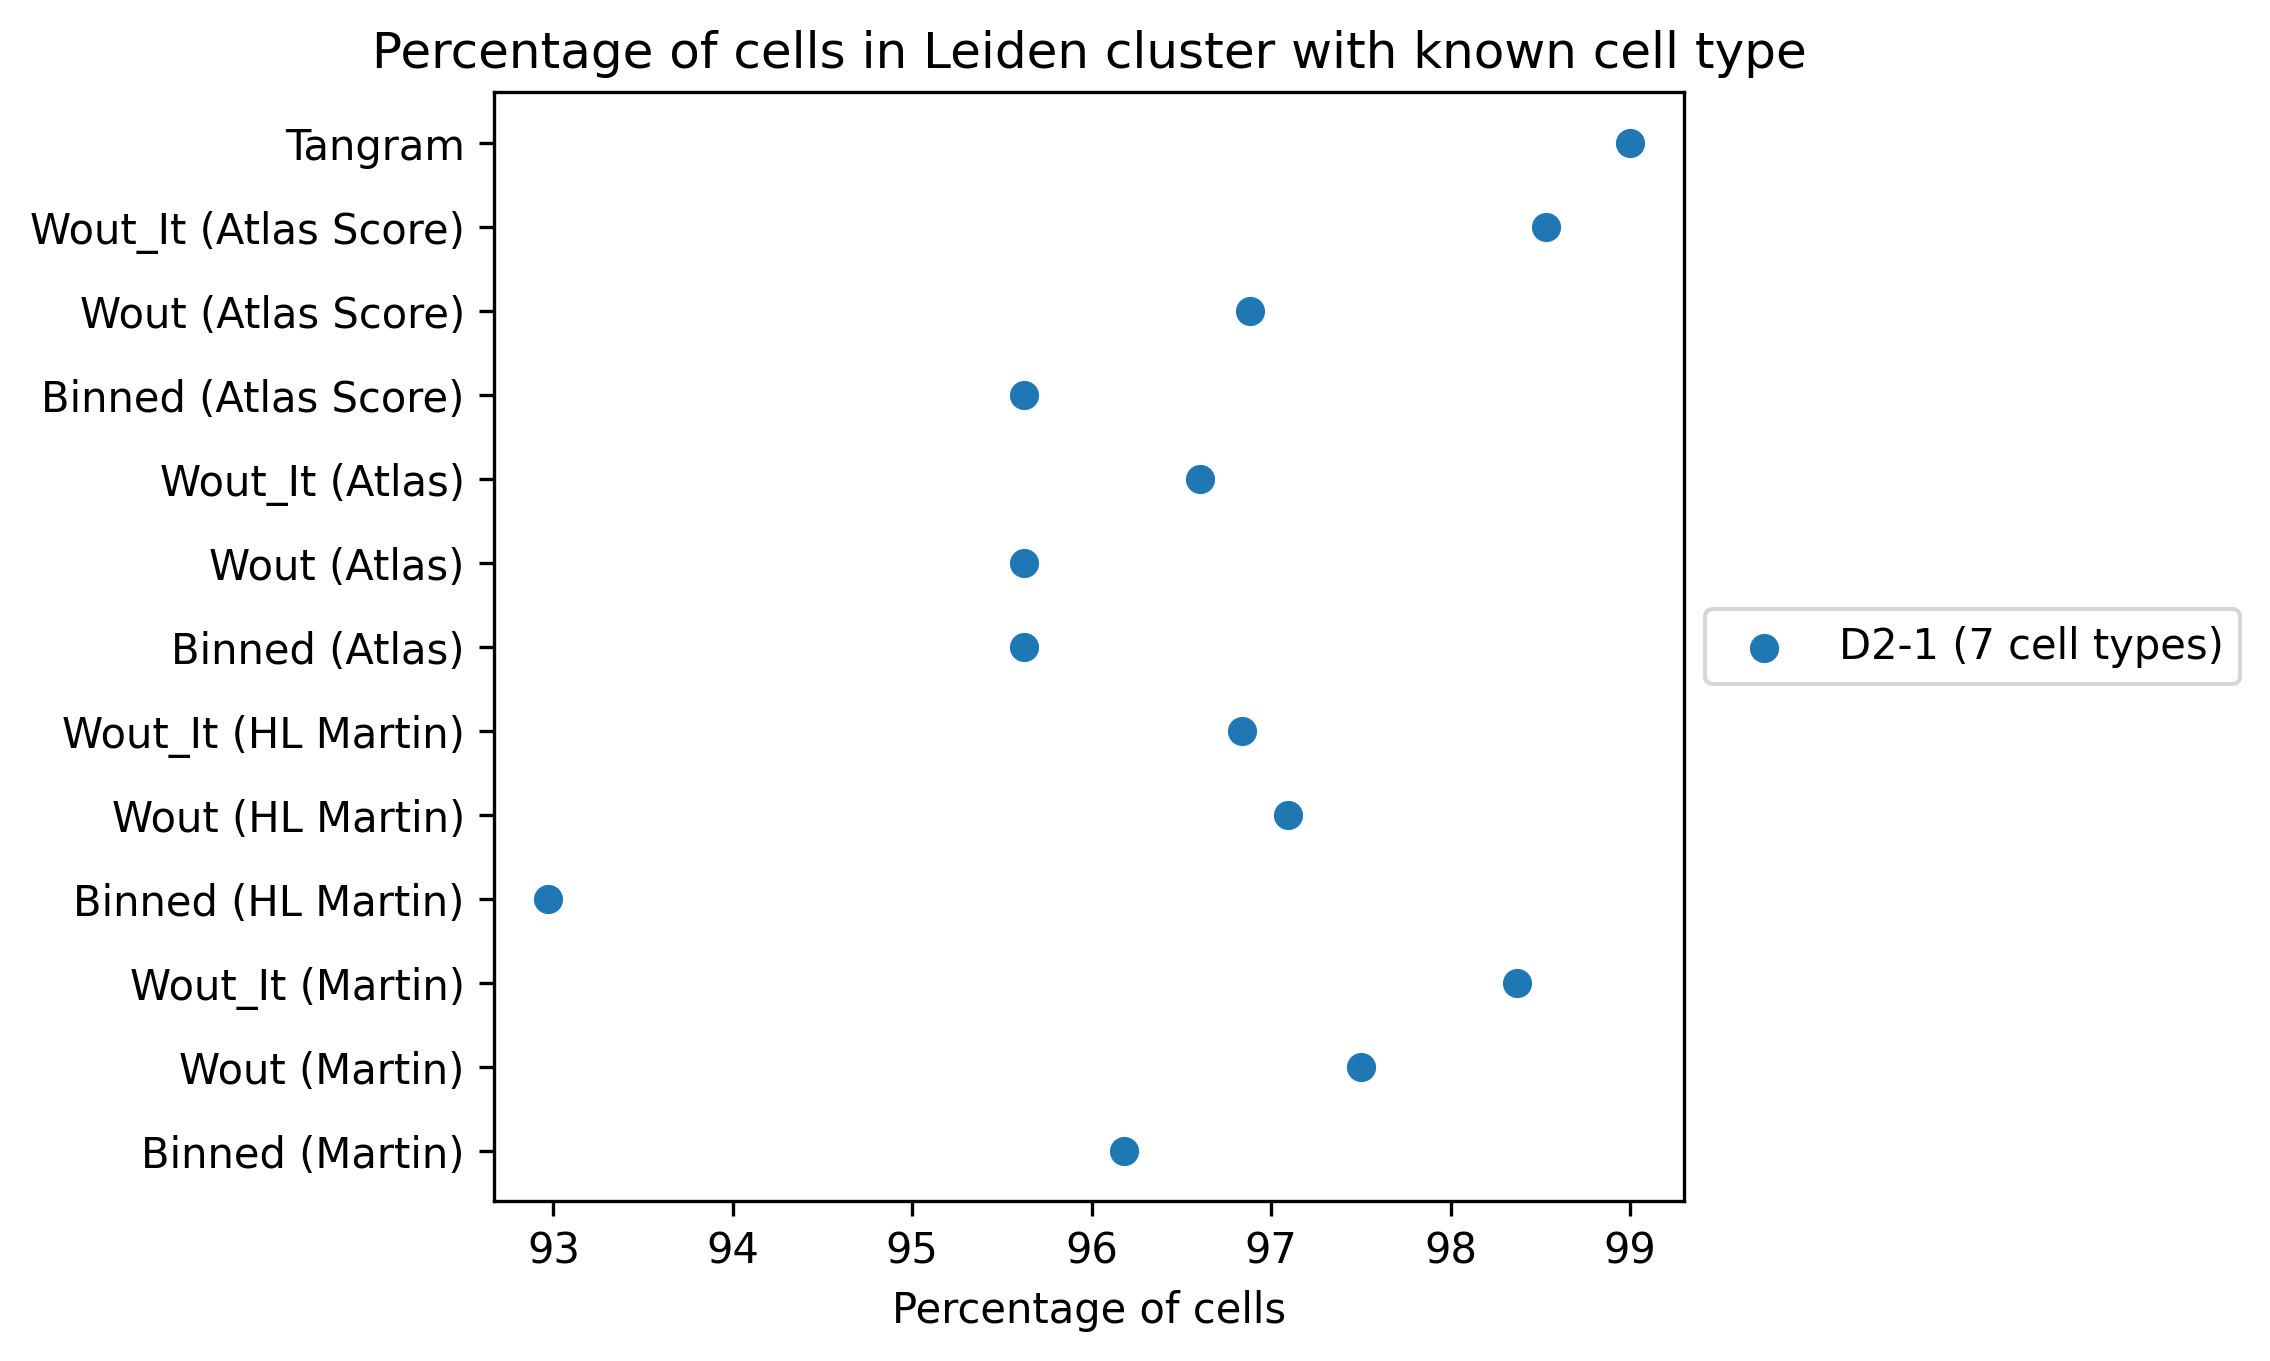 Percentage of cells in Leiden cluster with known cell type
Tangram
Wout_It (Atlas Score)
Wout (Atlas Score)
Binned (Atlas Score)
Wout_It (Atlas)
Wout (Atlas)
Binned (Atlas)
Wout_It (HL Martin)
Wout (HL Martin)
Binned (HL Martin)
Wout_It (Martin)
Wout (Martin)
Binned (Martin)
D2-1 (7 cell types)
93 94 95 96 97 98 99
Percentage of cells